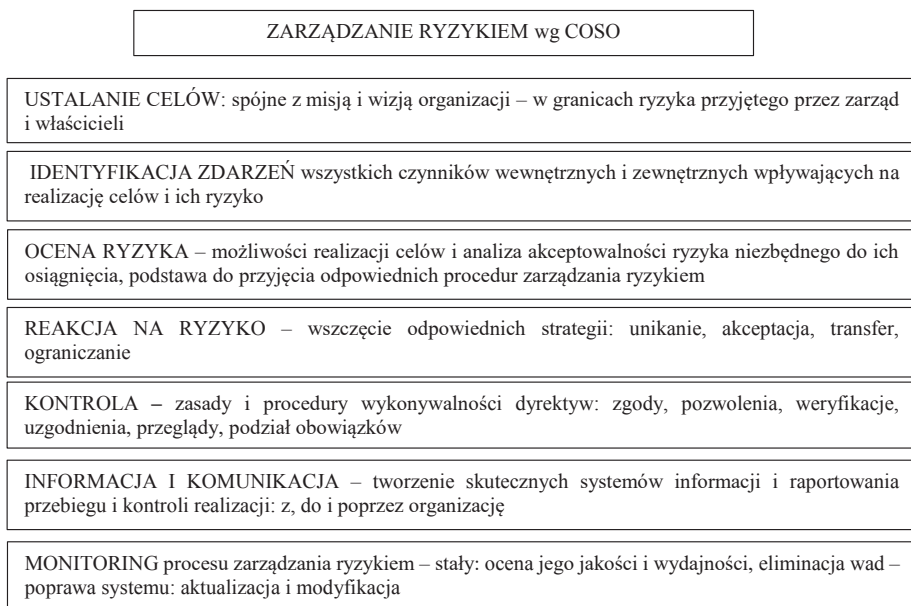 ZARZĄDZANIE RYZYKIEM wg COSO
USTALANIE CELÓW: spójne z misją i wizją organizacji – w granicach ryzyka przyjętego przez zarząd
i właścicieli
IDENTYFIKACJA ZDARZEŃ wszystkich czynników wewnętrznych i zewnętrznych wpływających na
realizację celów i ich ryzyko
OCENA RYZYKA – możliwości realizacji celów i analiza akceptowalności ryzyka niezbędnego do ich
osiągnięcia, podstawa do przyjęcia odpowiednich procedur zarządzania ryzykiem
REAKCJA NA RYZYKO – wszczęcie odpowiednich strategii: unikanie, akceptacja, transfer,
ograniczanie
KONTROLA – zasady i procedury wykonywalności dyrektyw: zgody, pozwolenia, weryfikacje,
uzgodnienia, przeglądy, podział obowiązków
INFORMACJA I KOMUNIKACJA – tworzenie skutecznych systemów informacji i raportowania
przebiegu i kontroli realizacji: z, do i poprzez organizację
MONITORING procesu zarządzania ryzykiem – stały: ocena jego jakości i wydajności, eliminacja wad –
poprawa systemu: aktualizacja i modyfikacja